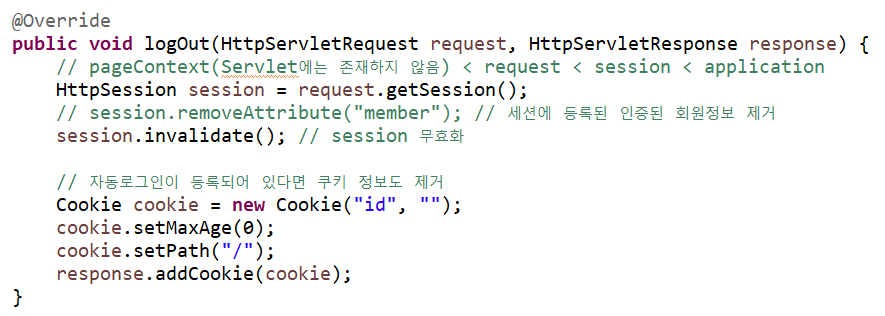 @Override
public void logOut(HttpServletRequest request, HttpServletResponse response) {
    // pageContext(Servlet에는 존재하지 않음) < request < session < application
    HttpSession session = request.getSession();
    // session.removeAttribute("member"); // 세션에 등록된 인증된 회원정보 제거
    session.invalidate(); // session 무효화

    // 자동로그인이 등록되어 있다면 쿠키 정보도 제거
    Cookie cookie = new Cookie("id", "");
    cookie.setMaxAge(0);
    cookie.setPath("/");
    response.addCookie(cookie);
}